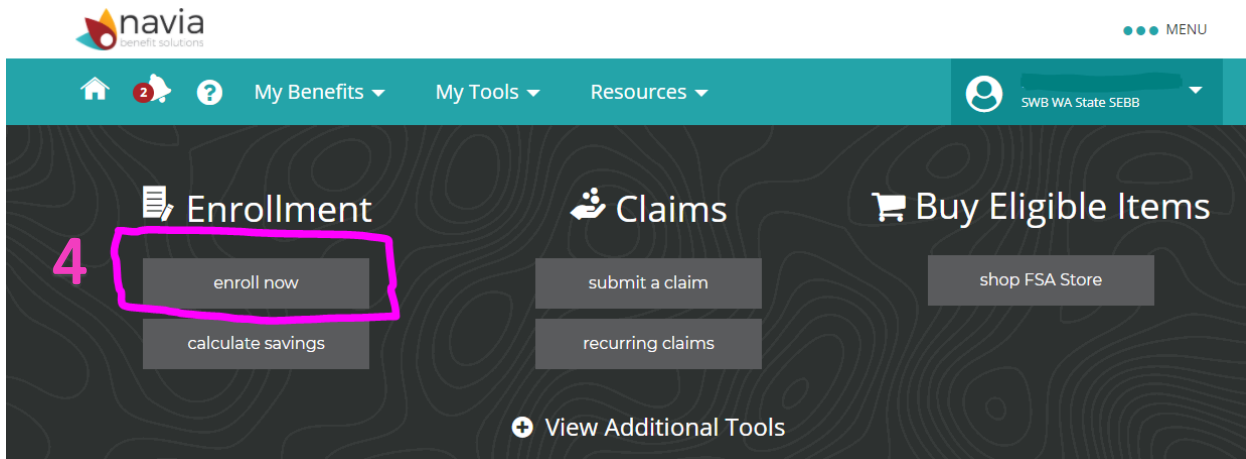 navia
benefit solutions
MENU
2
?
My Benefits
My Tools
Resources
SWB WA State SEBB
Enrollment
Claims
Buy Eligible Items
4
enroll now
submit a claim
shop FSA Store
calculate savings
recurring claims
View Additional Tools